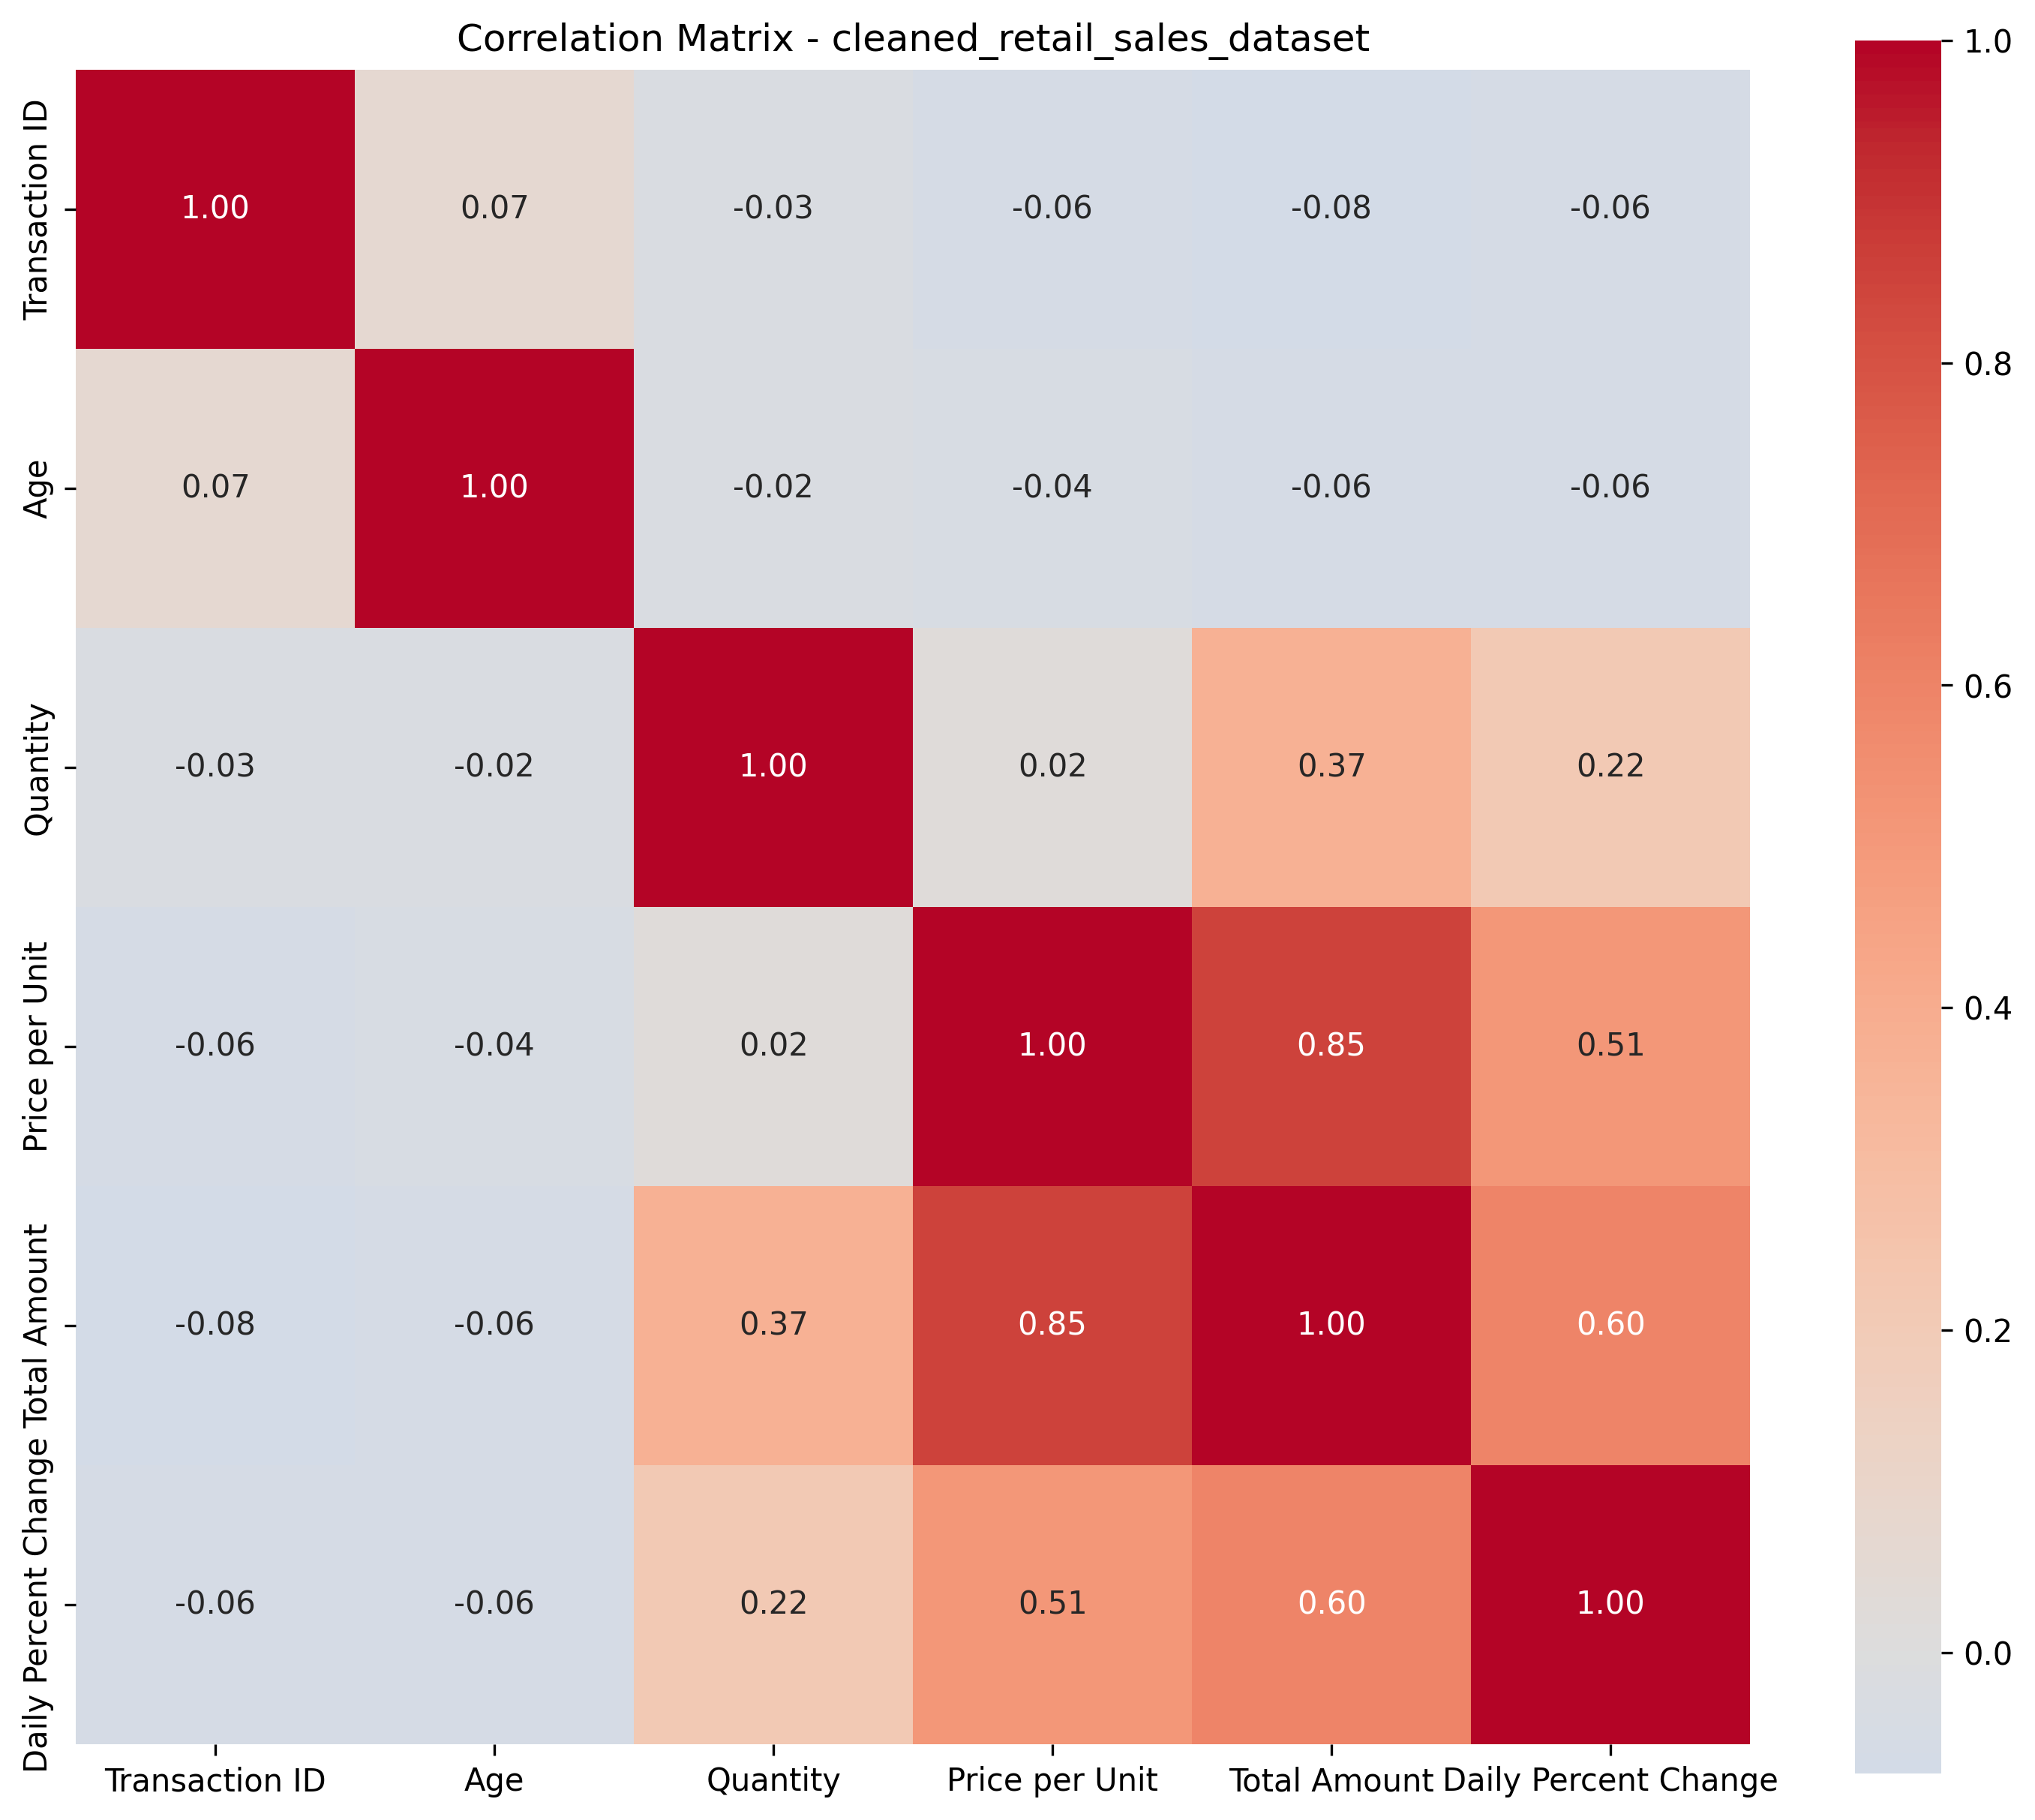 Correlation Matrix - cleaned_retail_sales_dataset
Transaction ID
1.00 0.07 -0.03 -0.06 -0.08 -0.06
Age
0.07 1.00 -0.02 -0.04 -0.06 -0.06
Quantity
-0.03 -0.02 1.00 0.02 0.37 0.22
Price per Unit
-0.06 -0.04 0.02 1.00 0.85 0.51
Total Amount
-0.08 -0.06 0.37 0.85 1.00 0.60
Daily Percent Change
-0.06 -0.06 0.22 0.51 0.60 1.00
Transaction ID Age Quantity Price per Unit Total Amount Daily Percent Change
1.0
0.8
0.6
0.4
0.2
0.0